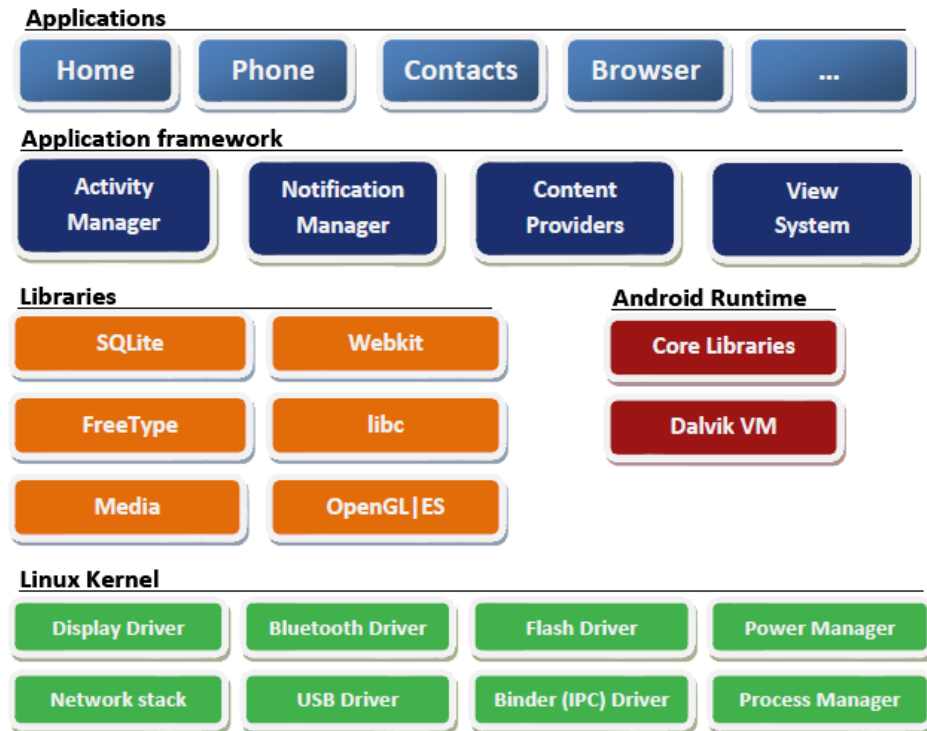 Applications
Home
Phone
Contacts
Browser
...
Application framework
Activity
Manager
Notification
Manager
Content
Providers
View
System
Libraries
SQLite
Webkit
FreeType
libc
Media
OpenGL|ES
Android Runtime
Core Libraries
Dalvik VM
Linux Kernel
Display Driver
Bluetooth Driver
Flash Driver
Power Manager
Network stack
USB Driver
Binder (IPC) Driver
Process Manager